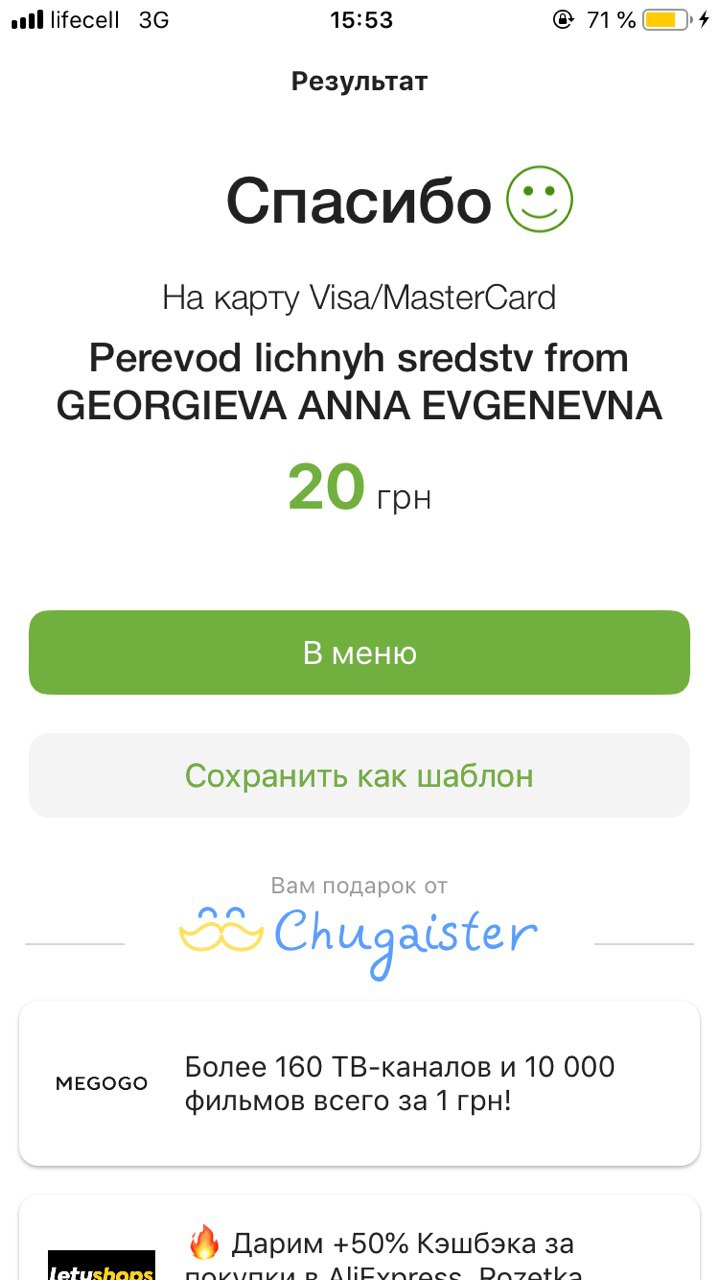 lifecell 3G 15:53 71 %
Результат
Спасибо
На карту Visa/MasterCard
Perevod lichnyh sredstv from
GEORGIEVA ANNA EVGENEVNA
20 грн
В меню
Сохранить как шаблон
Вам подарок от
Chugaister
MEGOGO
Более 160 ТВ-каналов и 10 000
фильмов всего за 1 грн!
letyshops
🔥 Дарим +50% Кэшбэка за
покупки в AliExpress, Rozetka